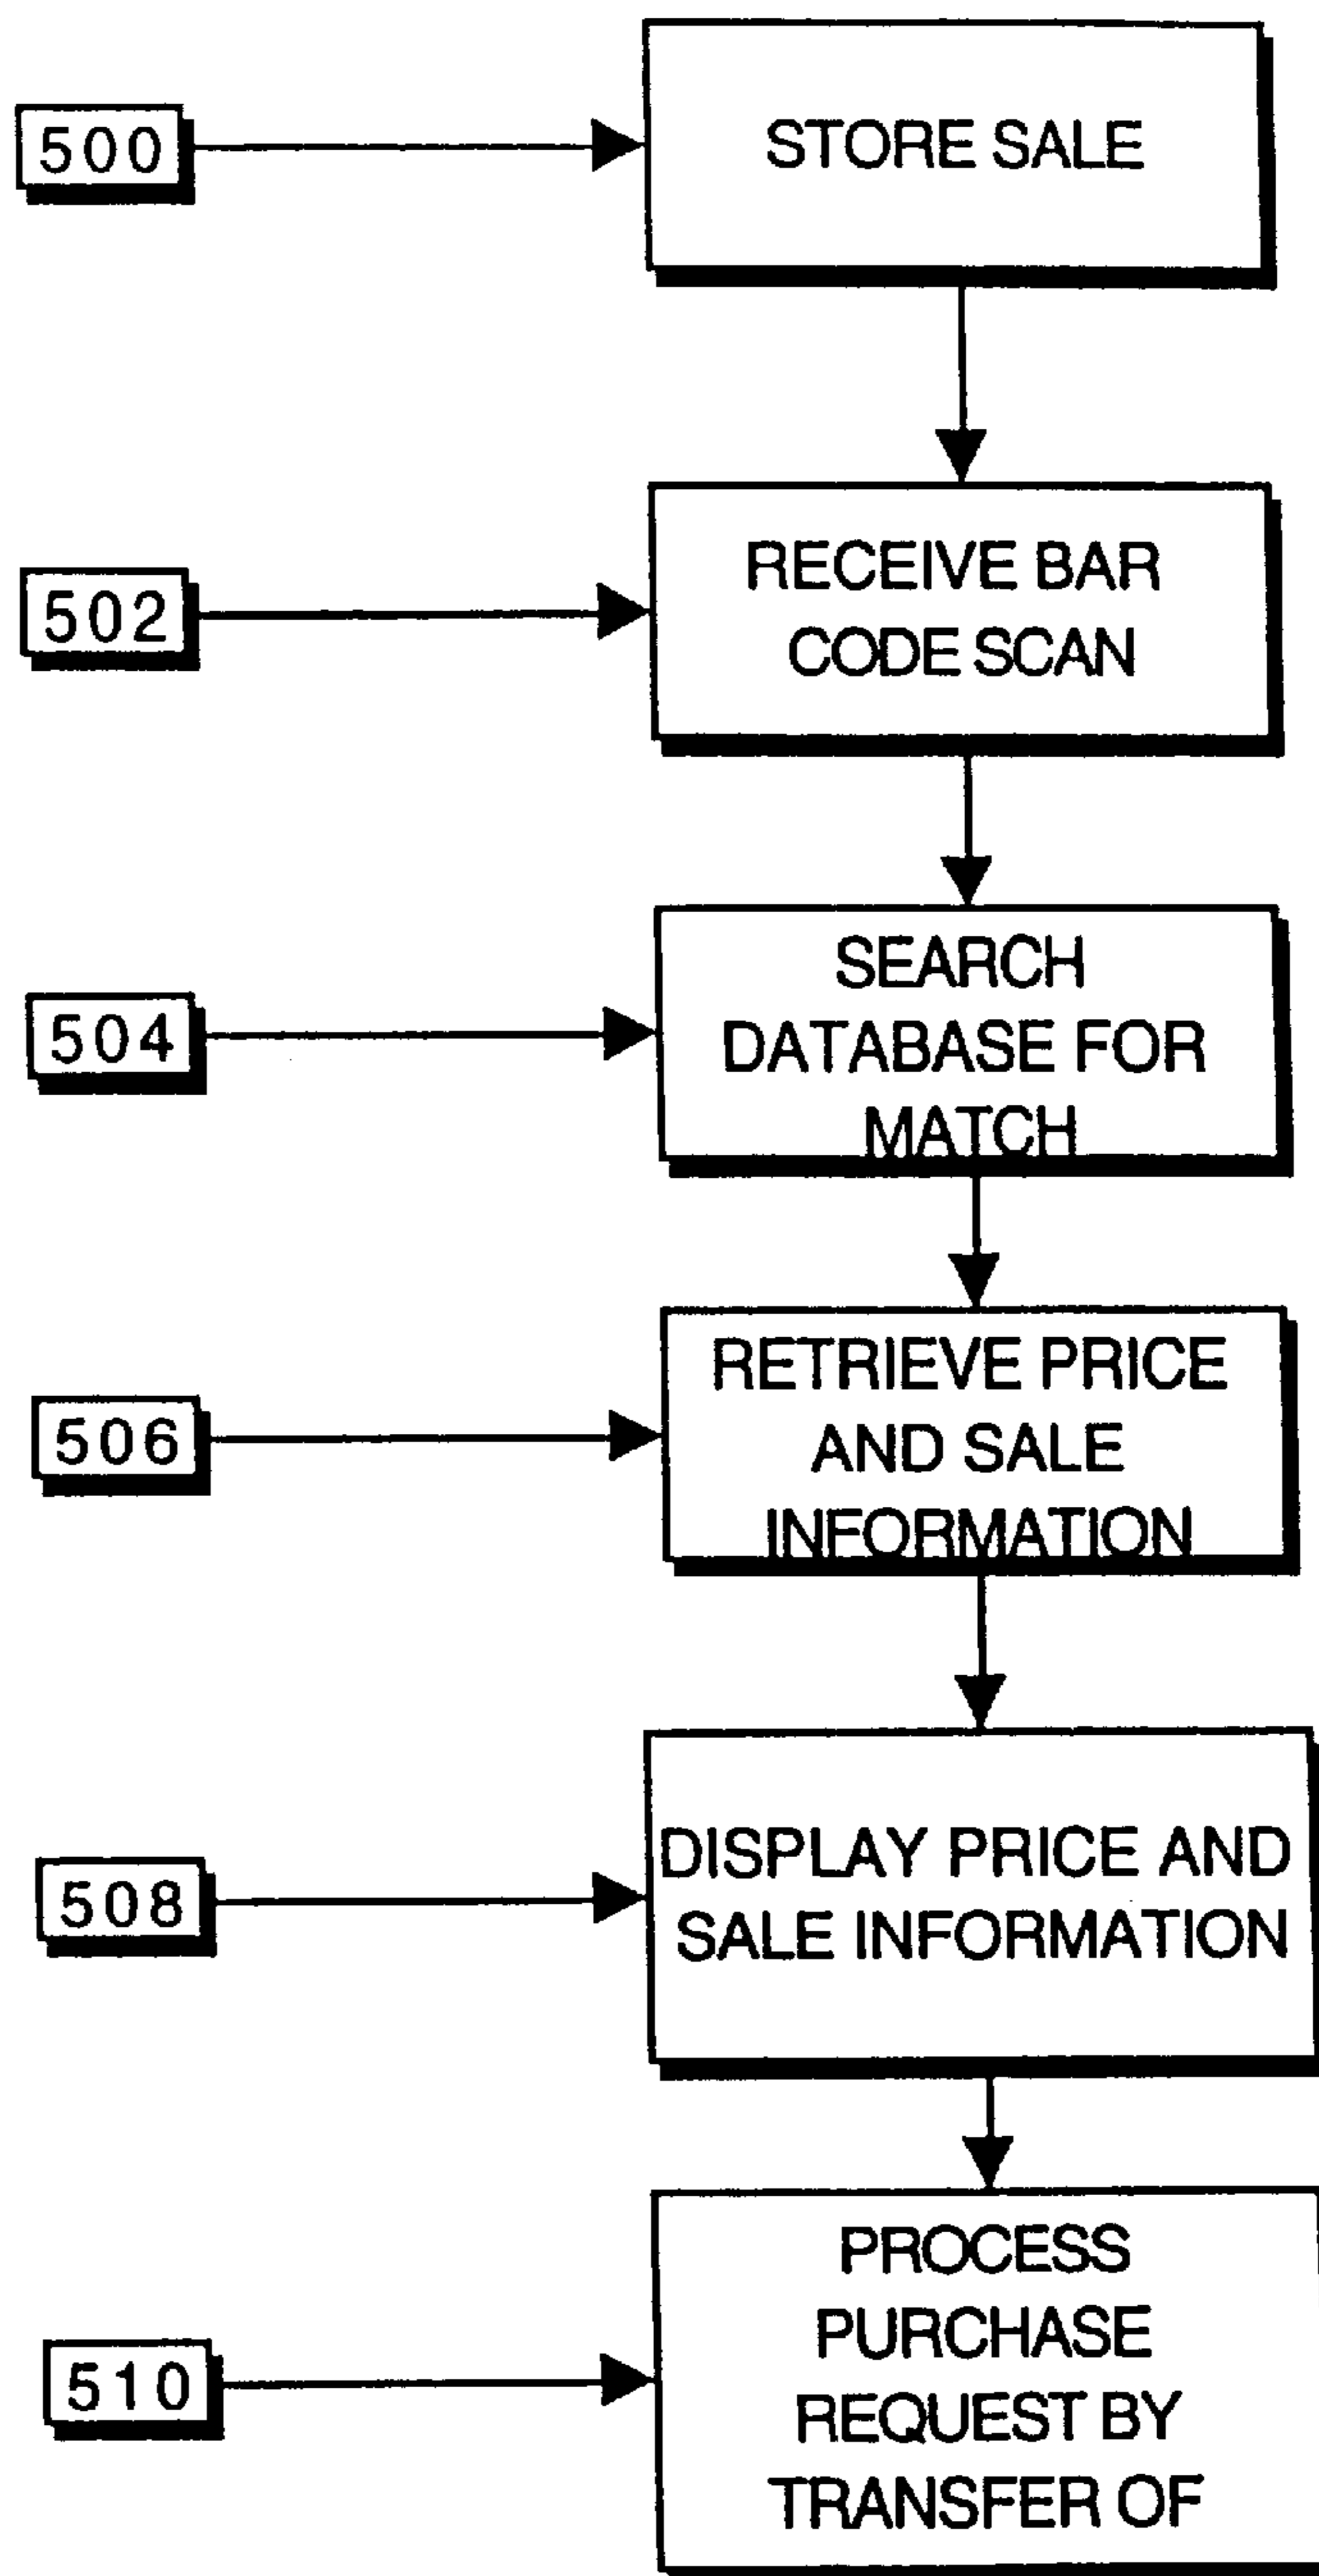 500
STORE SALE
502
RECEIVE BAR
CODE SCAN
504
SEARCH
DATABASE FOR
MATCH
506
RETRIEVE PRICE
AND SALE
INFORMATION
508
DISPLAY PRICE AND
SALE INFORMATION
510
PROCESS
PURCHASE
REQUEST BY
TRANSFER OF